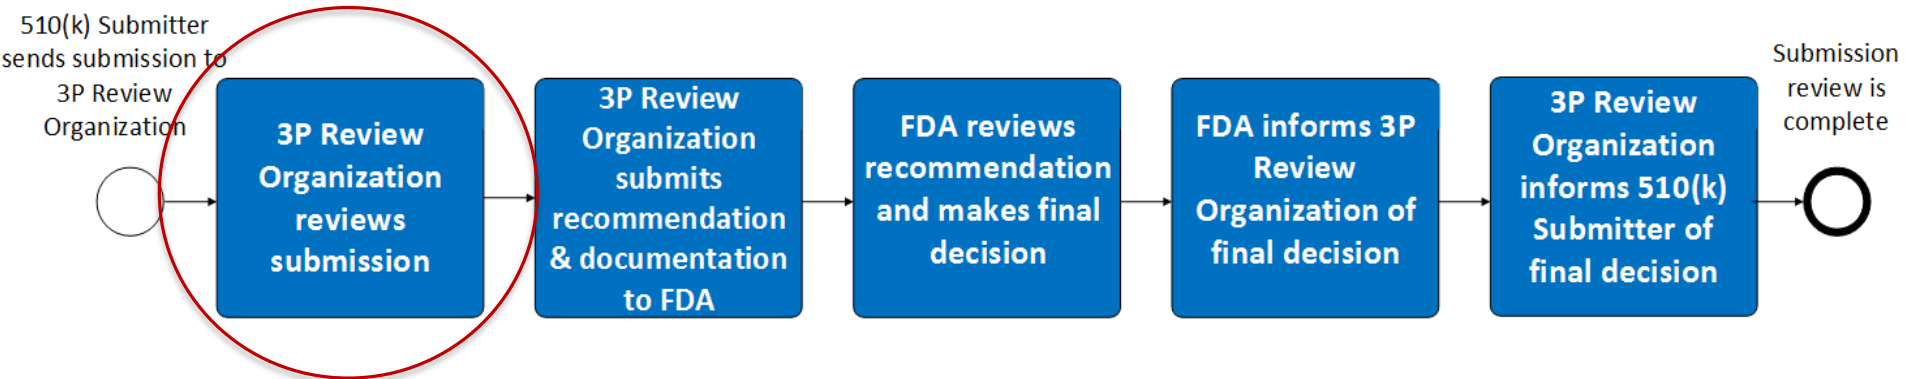 510(k) Submitter
sends submission to
3P Review
Organization
3P Review
Organization
reviews
submission
3P Review
Organization
submits
recommendation
& documentation
to FDA
FDA reviews
recommendation
and makes final
decision
FDA informs 3P
Review
Organization of
final decision
3P Review
Organization
informs 510(k)
Submitter of
final decision
Submission
review is
complete